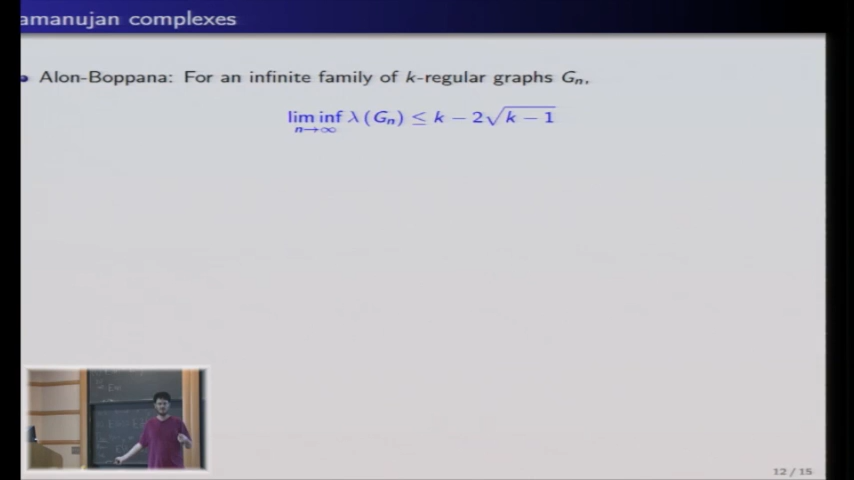 amanujan complexes
Alon-Boppana: For an infinite family of k-regular graphs Gₙ,
lim inf λ (Gₙ) ≤ k − 2√(k − 1)
n→∞
12 / 15